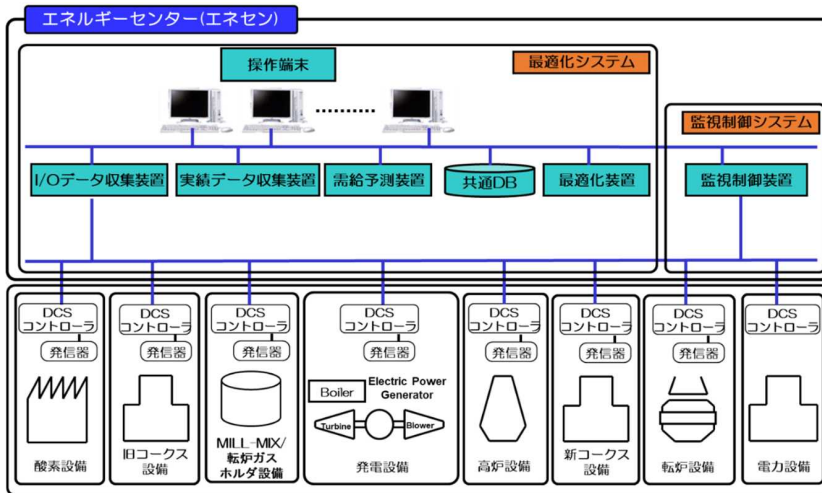 エネルギーセンター(エネセン)
操作端末
最適化システム
監視制御システム
I/Oデータ収集装置
実績データ収集装置
需給予測装置
共通DB
最適化装置
監視制御装置
DCS
コントローラ
発信器
酸素設備
DCS
コントローラ
発信器
旧コークス
設備
DCS
コントローラ
発信器
MILL-MIX/
転炉ガス
ホルダ設備
DCS
コントローラ
発信器
Boiler
Electric Power
Generator
Turbine
Blower
発電設備
DCS
コントローラ
発信器
高炉設備
DCS
コントローラ
発信器
新コークス
設備
DCS
コントローラ
発信器
転炉設備
DCS
コントローラ
発信器
電力設備